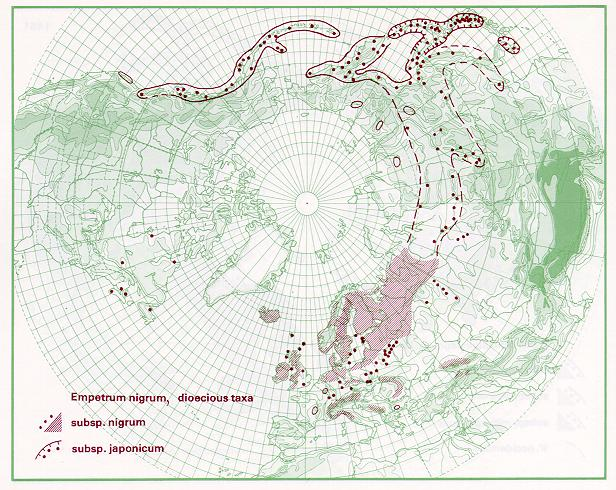 Empetrum nigrum, dioecious taxa
subsp. nigrum
subsp. japonicum